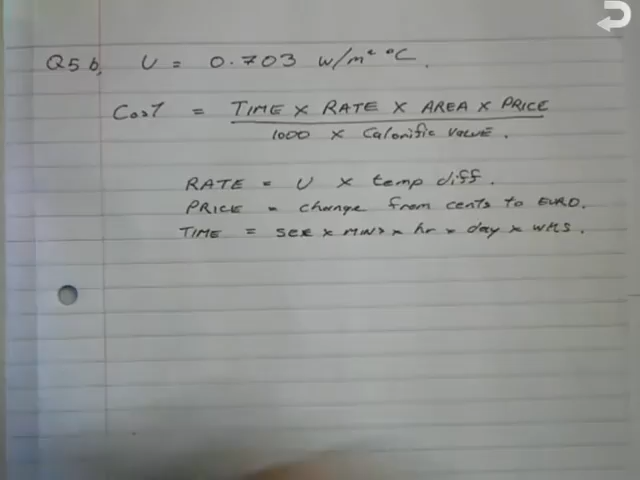 Q5 b, U = 0.703 W/m² °C.
Cost = TIME × RATE × AREA × PRICE
1000 × Calorific VALUE.
RATE = U × temp diff.
PRICE = change from cents to EURO.
TIME = sec × MINS × hr × day × WKS.